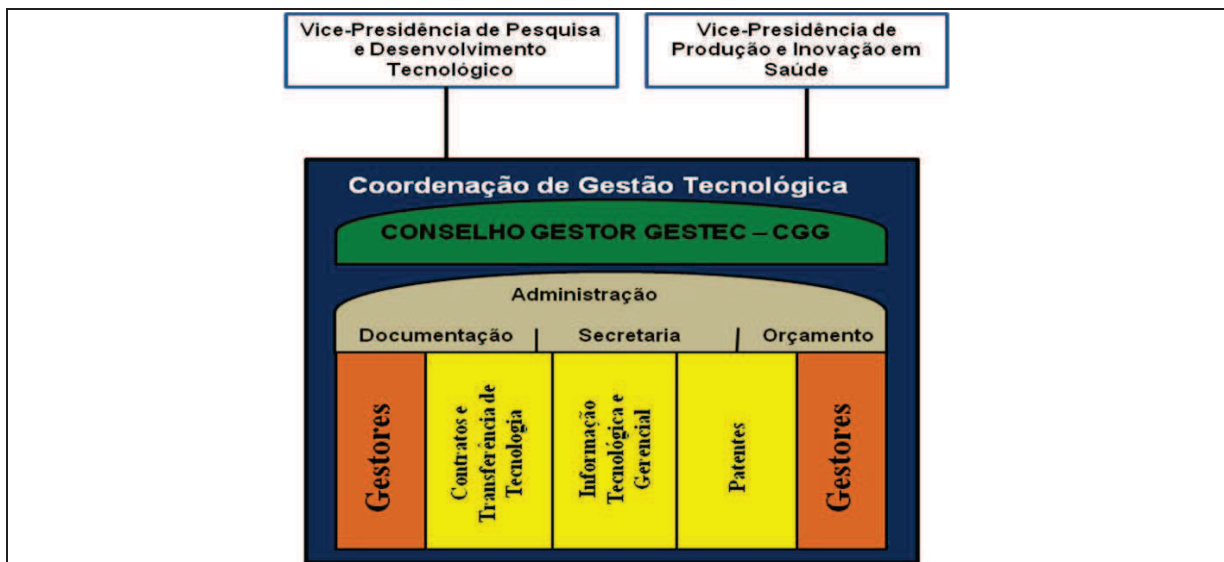 Vice-Presidência de Pesquisa
e Desenvolvimento
Tecnológico
Vice-Presidência de
Produção e Inovação em
Saúde
Coordenação de Gestão Tecnológica
CONSELHO GESTOR GESTEC – CGG
Administração
Documentação
Secretaria
Orçamento
Gestores
Contratos e
Transferência de
Tecnologia
Informação
Tecnológica e
Gerencial
Patentes
Gestores